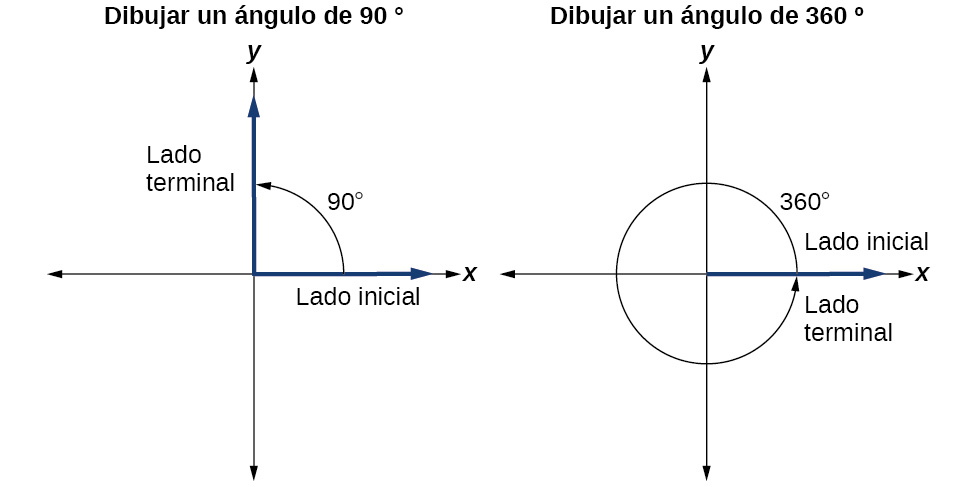 Dibujar un ángulo de 90 °
y
Lado
terminal
90°
x
Lado inicial
Dibujar un ángulo de 360 º
y
360°
Lado inicial
x
Lado
terminal